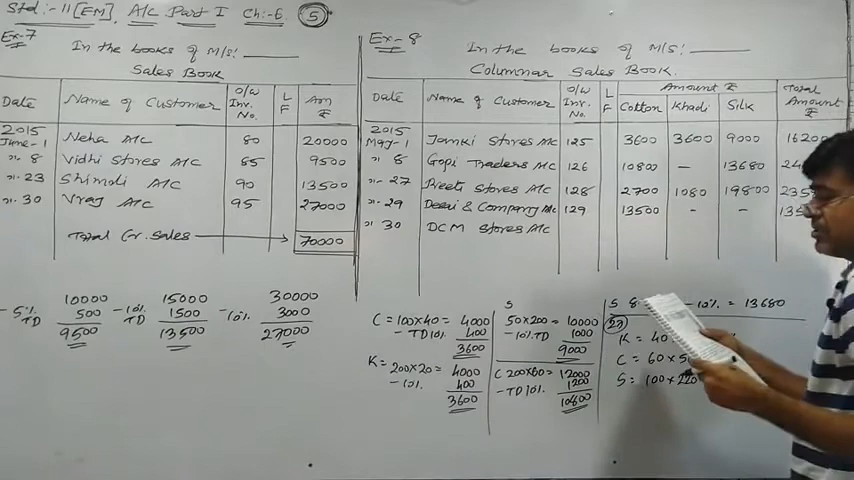 Std:-11[EM], A/c Part I Ch:-6 (5)
Ex-7
In the books of M/s! ______
Sales Book
Date Name of Customer O/W Inv. No. L F Am ₹
2015
June-1 Neha A/c 80 20000
" 8 Vidhi Stores A/c 85 9500
" 23 Shimoli A/c 90 13500
" 30 Vraj A/c 95 27000
Total Cr. Sales 70000
10000
- 5% TD 500
9500
15000
- 10% TD 1500
13500
30000
- 10% 3000
27000
Ex-8
In the books of M/s! ______
Columnar Sales Book.
Date Name of Customer O/W Inv. No. L F Amount ₹ Total Amount ₹
Cotton Khadi Silk
2015
May-1 Janki Stores A/c 125 3600 3600 9000 16200
" 8 Gopi Traders A/c 126 10800 - 13680
" 27 Preeti Stores A/c 128 2700 1080 19800
" 29 Desai & Company A/c 129 13500 - -
" 30 DCM Stores A/c
C = 100×40 = 4000
- TD 10% 400
3600
K = 200×20 = 4000
- 10% 400
3600
S
50×200 = 10000
- 10% TD 1000
9000
C 200×60 = 12000
- TD 10% 1200
10800
S 8 - 10% = 13680
(27)
K = 40
C = 60×5
S = 100×220